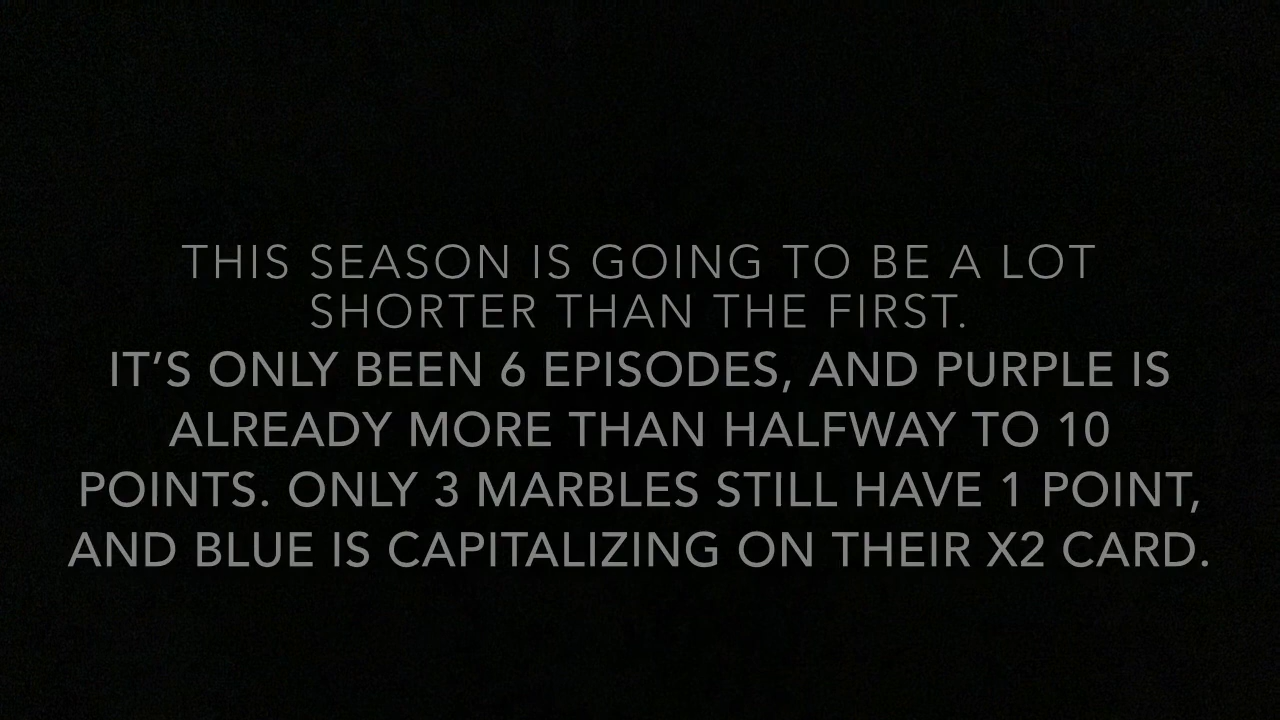 THIS SEASON IS GOING TO BE A LOT
SHORTER THAN THE FIRST.
IT’S ONLY BEEN 6 EPISODES, AND PURPLE IS
ALREADY MORE THAN HALFWAY TO 10
POINTS. ONLY 3 MARBLES STILL HAVE 1 POINT,
AND BLUE IS CAPITALIZING ON THEIR X2 CARD.